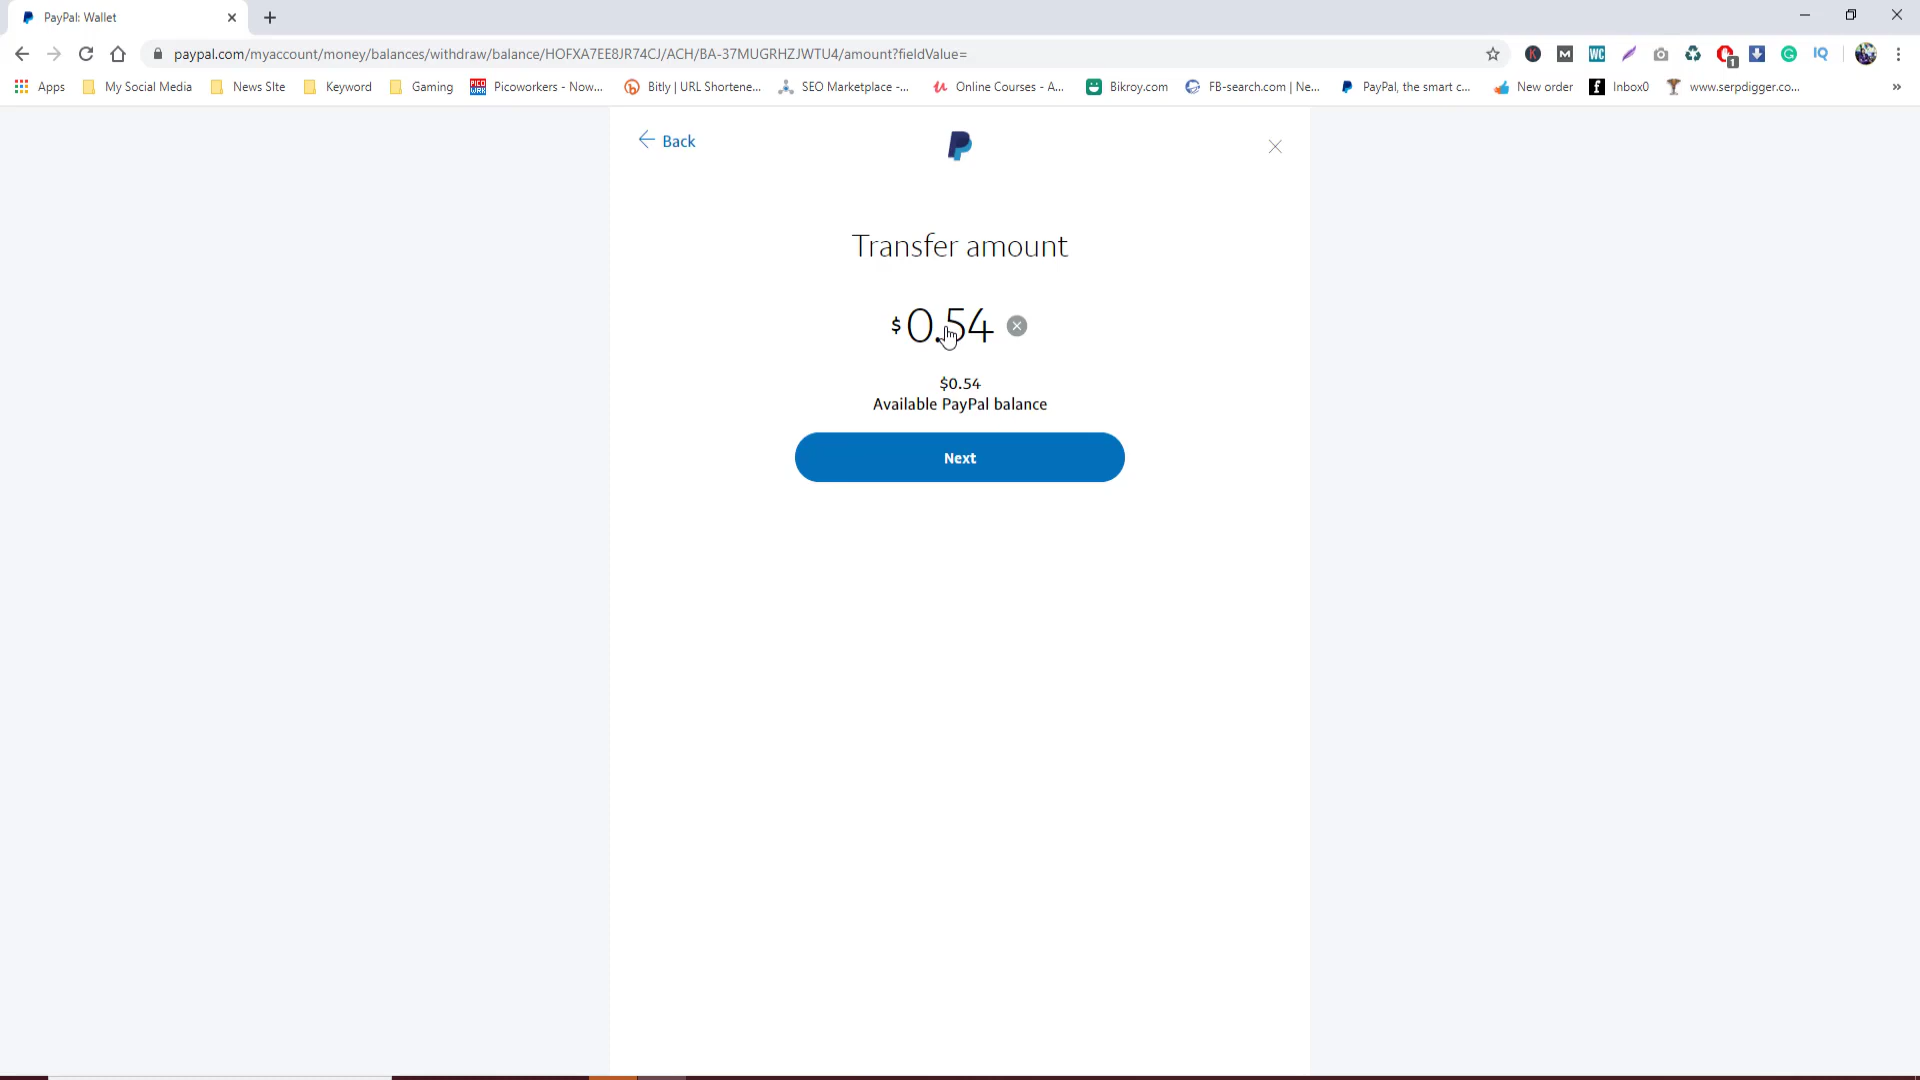 PayPal: Wallet
paypal.com/myaccount/money/balances/withdraw/balance/HOFXA7EE8JR74CJ/ACH/BA-37MUGRHZJWTU4/amount?fieldValue=
Apps My Social Media News SIte Keyword Gaming Picoworkers - Now... Bitly | URL Shortene... SEO Marketplace -... Online Courses - A... Bikroy.com FB-search.com | Ne... PayPal, the smart c... New order Inbox0 www.serpdigger.co... »
Back
Transfer amount
$ 0.54
$0.54
Available PayPal balance
Next